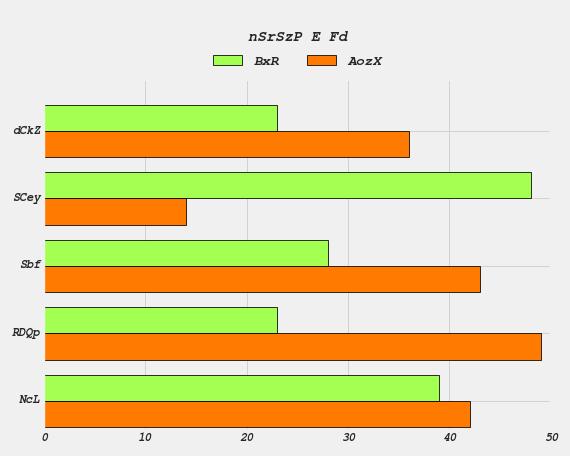 nSrSzP E Fd
BxR AozX
dCkZ
SCey
Sbf
RDQp
NcL
0 10 20 30 40 50